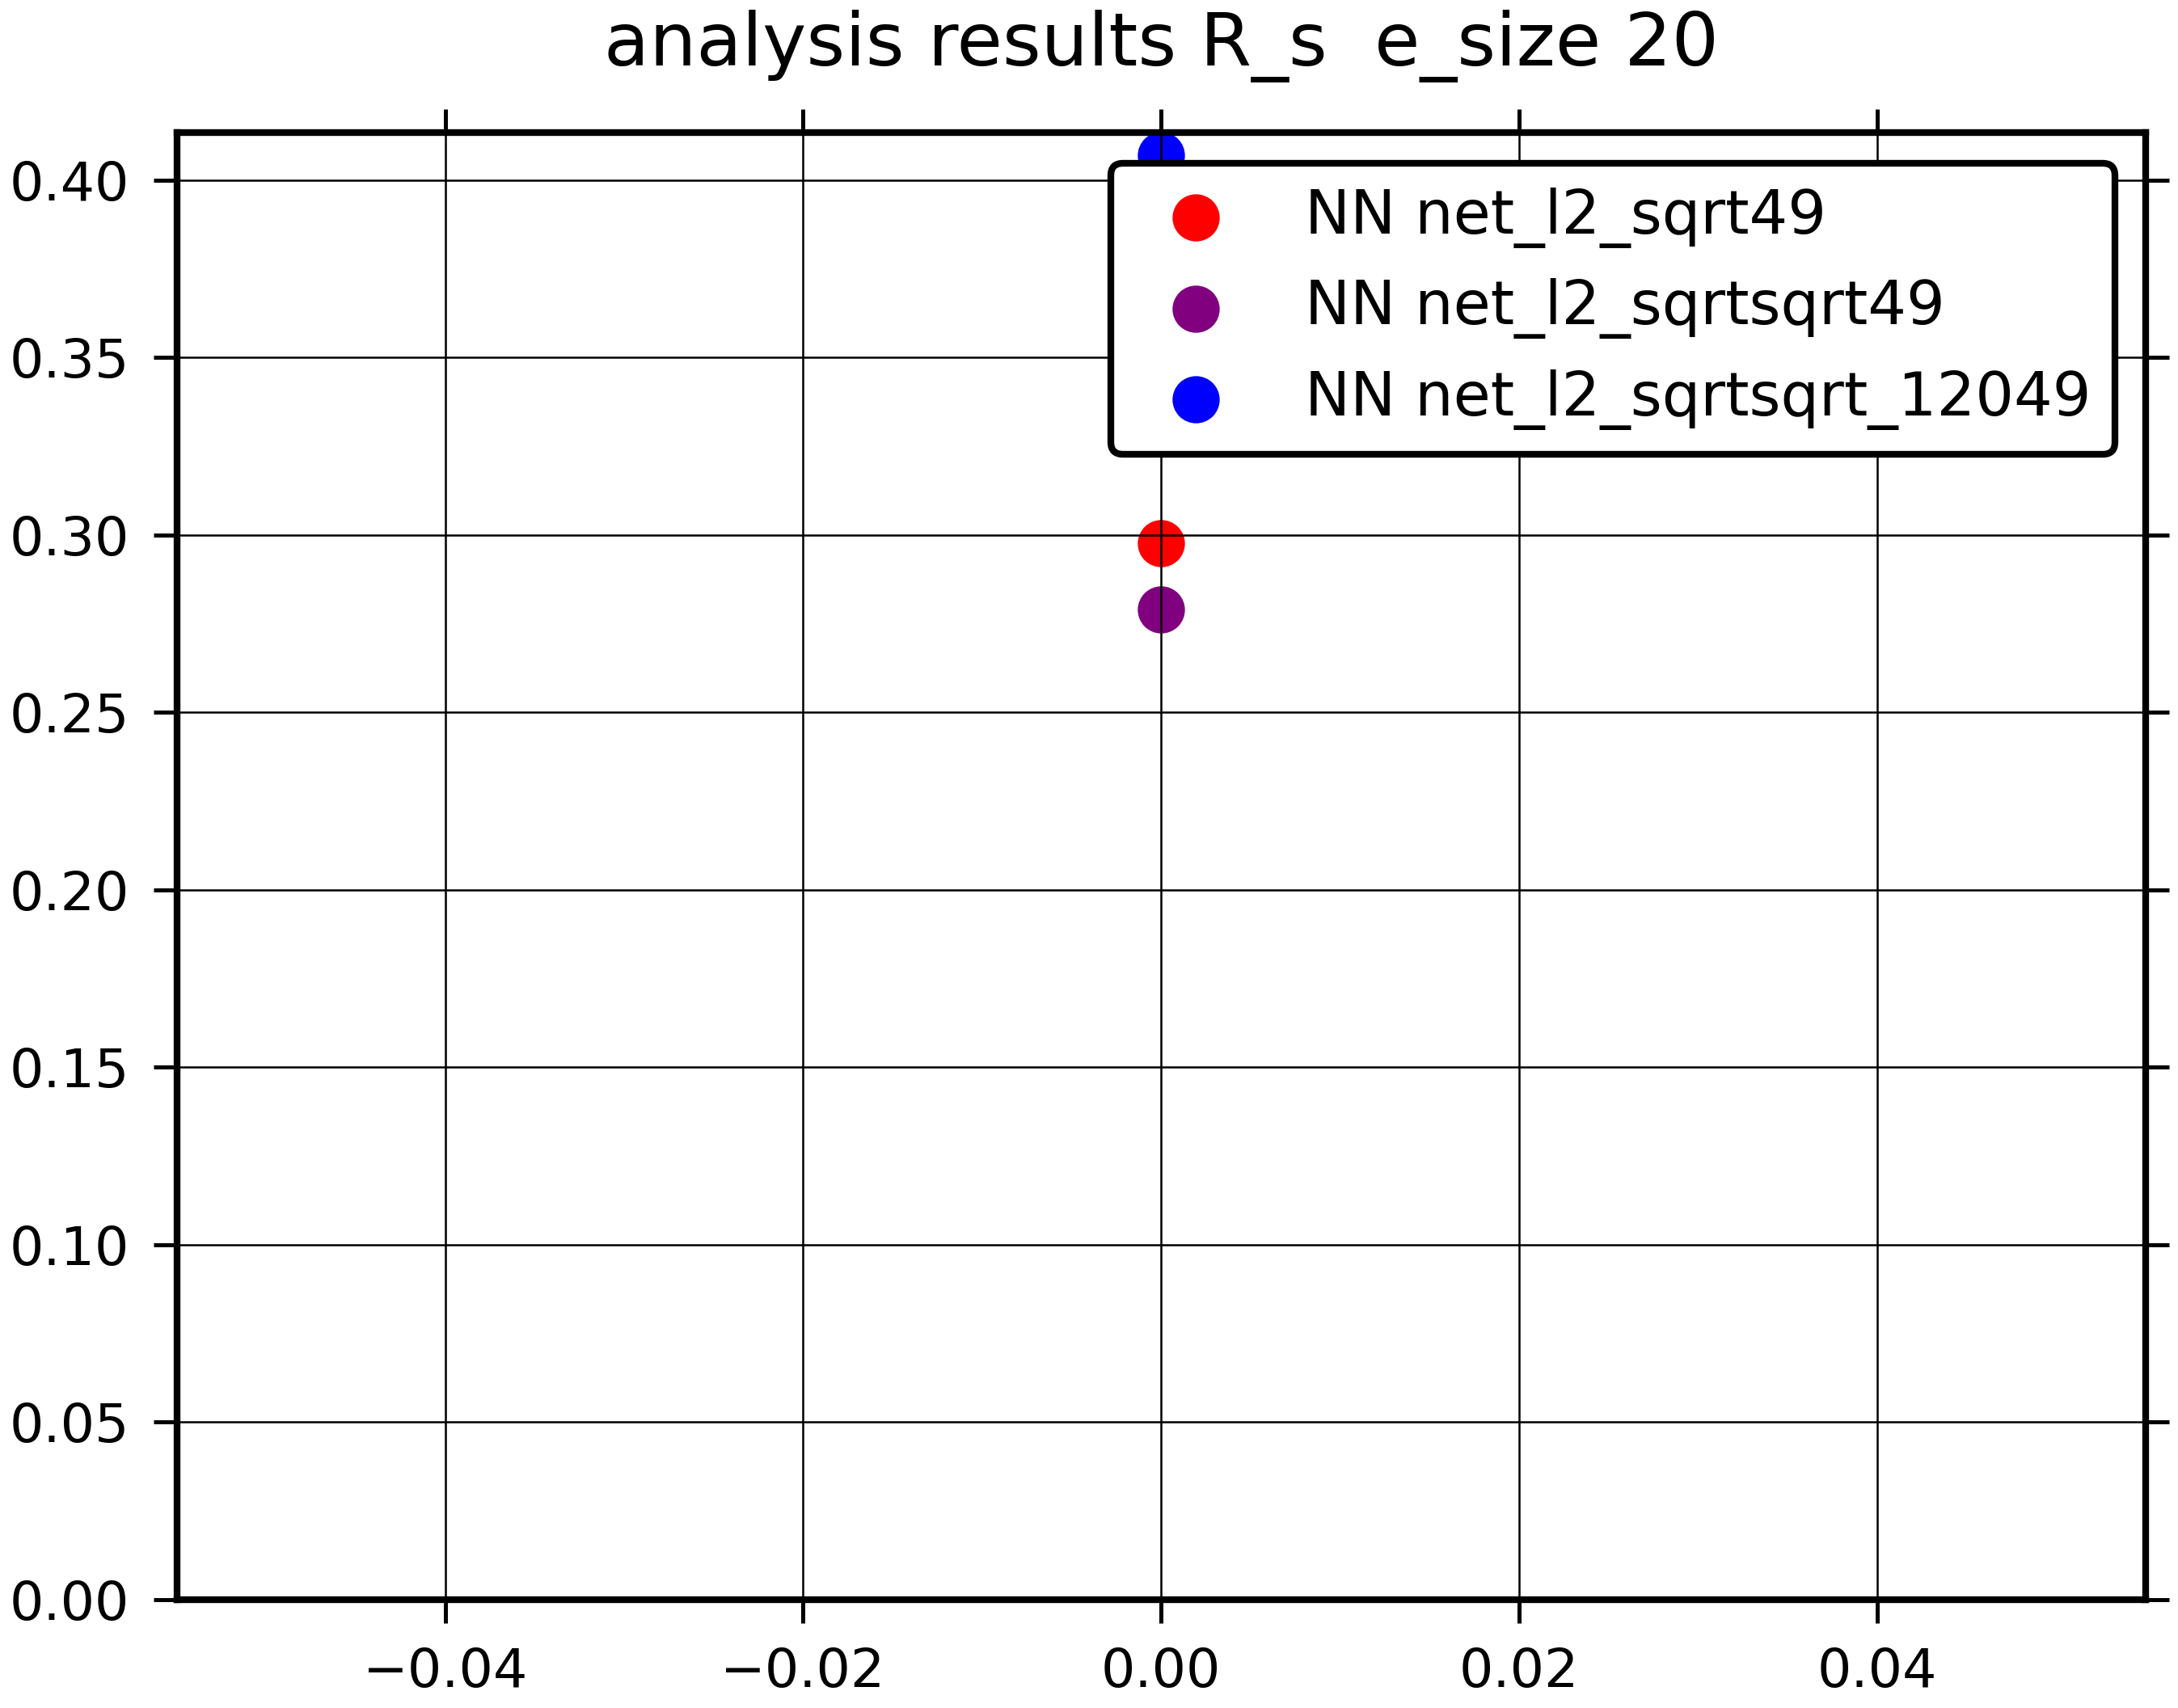 analysis results R_s  e_size 20
0.40
NN net_l2_sqrt49
NN net_l2_sqrtsqrt49
0.35
NN net_l2_sqrtsqrt_12049
0.30
0.25
0.20
0.15
0.10
0.05
0.00
−0.04 −0.02 0.00 0.02 0.04